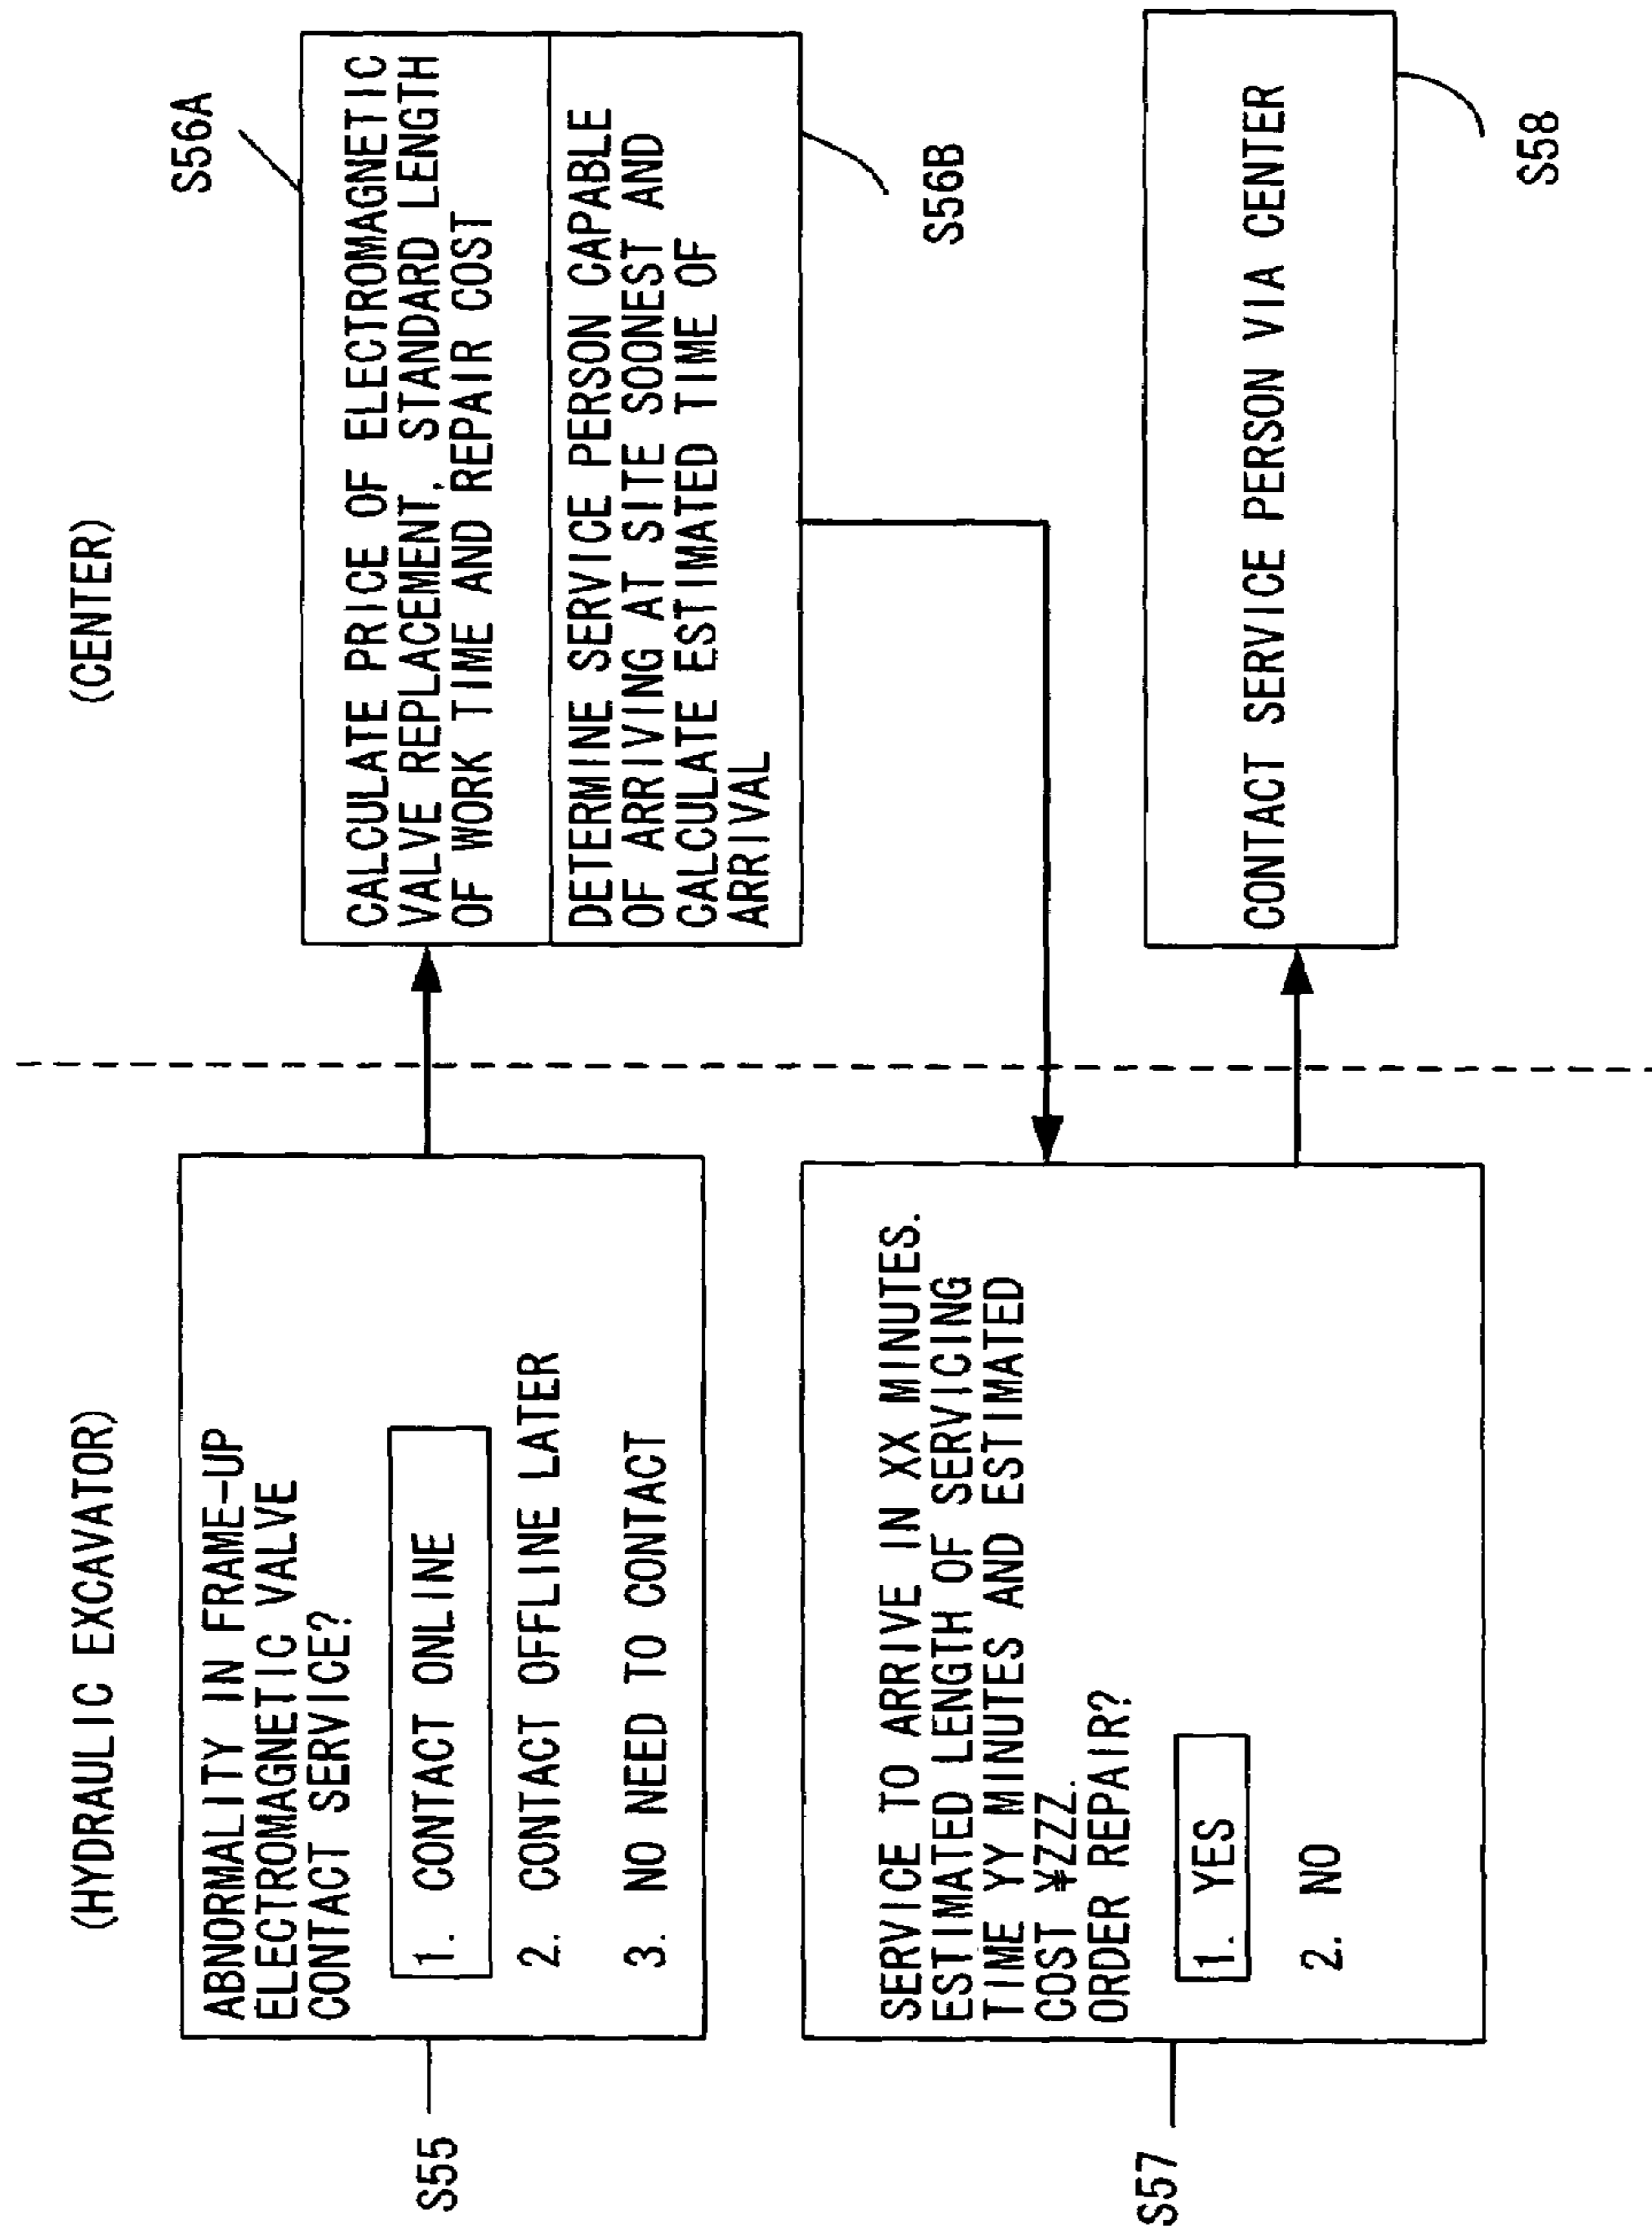 (HYDRAULIC EXCAVATOR)
(CENTER)
S55
ABNORMALITY IN FRAME-UP
ELECTROMAGNETIC VALVE
CONTACT SERVICE?
1. CONTACT ONLINE
2. CONTACT OFFLINE LATER
3. NO NEED TO CONTACT
S56A
CALCULATE PRICE OF ELECTROMAGNETIC
VALVE REPLACEMENT, STANDARD LENGTH
OF WORK TIME AND REPAIR COST
DETERMINE SERVICE PERSON CAPABLE
OF ARRIVING AT SITE SOONEST AND
CALCULATE ESTIMATED TIME OF
ARRIVAL
S56B
S57
SERVICE TO ARRIVE IN XX MINUTES.
ESTIMATED LENGTH OF SERVICING
TIME YY MINUTES AND ESTIMATED
COST ¥ZZZ.
ORDER REPAIR?
1. YES
2. NO
CONTACT SERVICE PERSON VIA CENTER
S58